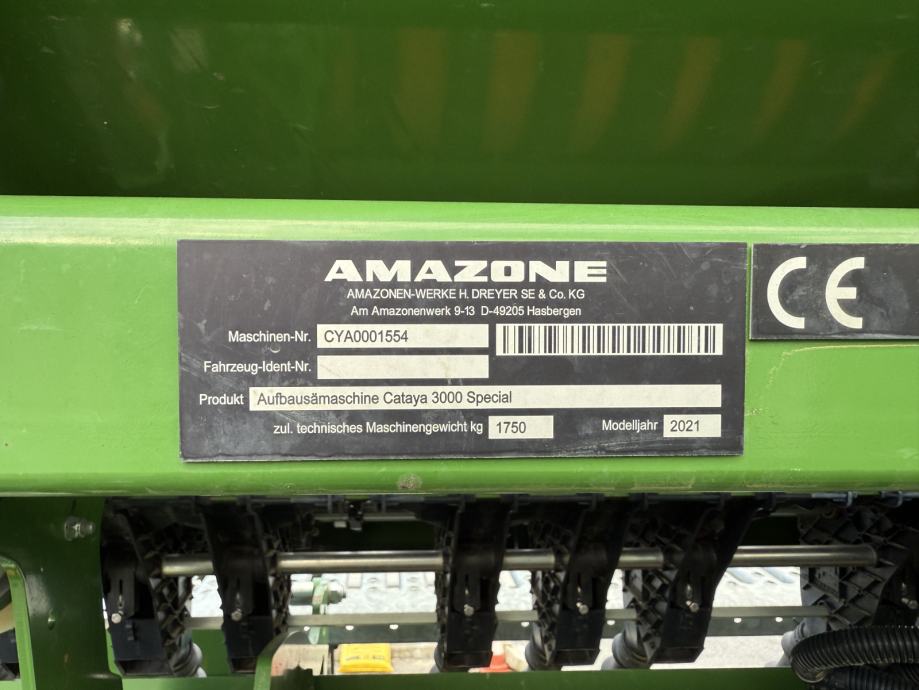 AMAZONE
AMAZONEN-WERKE H. DREYER SE & Co. KG
Am Amazonenwerk 9-13 D-49205 Hasbergen
Maschinen-Nr. CYA0001554
Fahrzeug-Ident-Nr.
Produkt Aufbausämaschine Cataya 3000 Special
zul. technisches Maschinengewicht kg 1750 Modelljahr 2021
CE